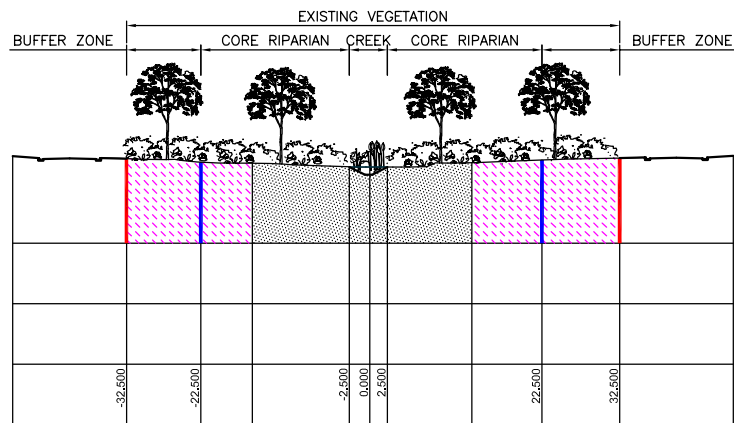 EXISTING VEGETATION
BUFFER ZONE CORE RIPARIAN CREEK CORE RIPARIAN BUFFER ZONE
-32.500 -22.500 -2.500 0.000 2.500 22.500 32.500